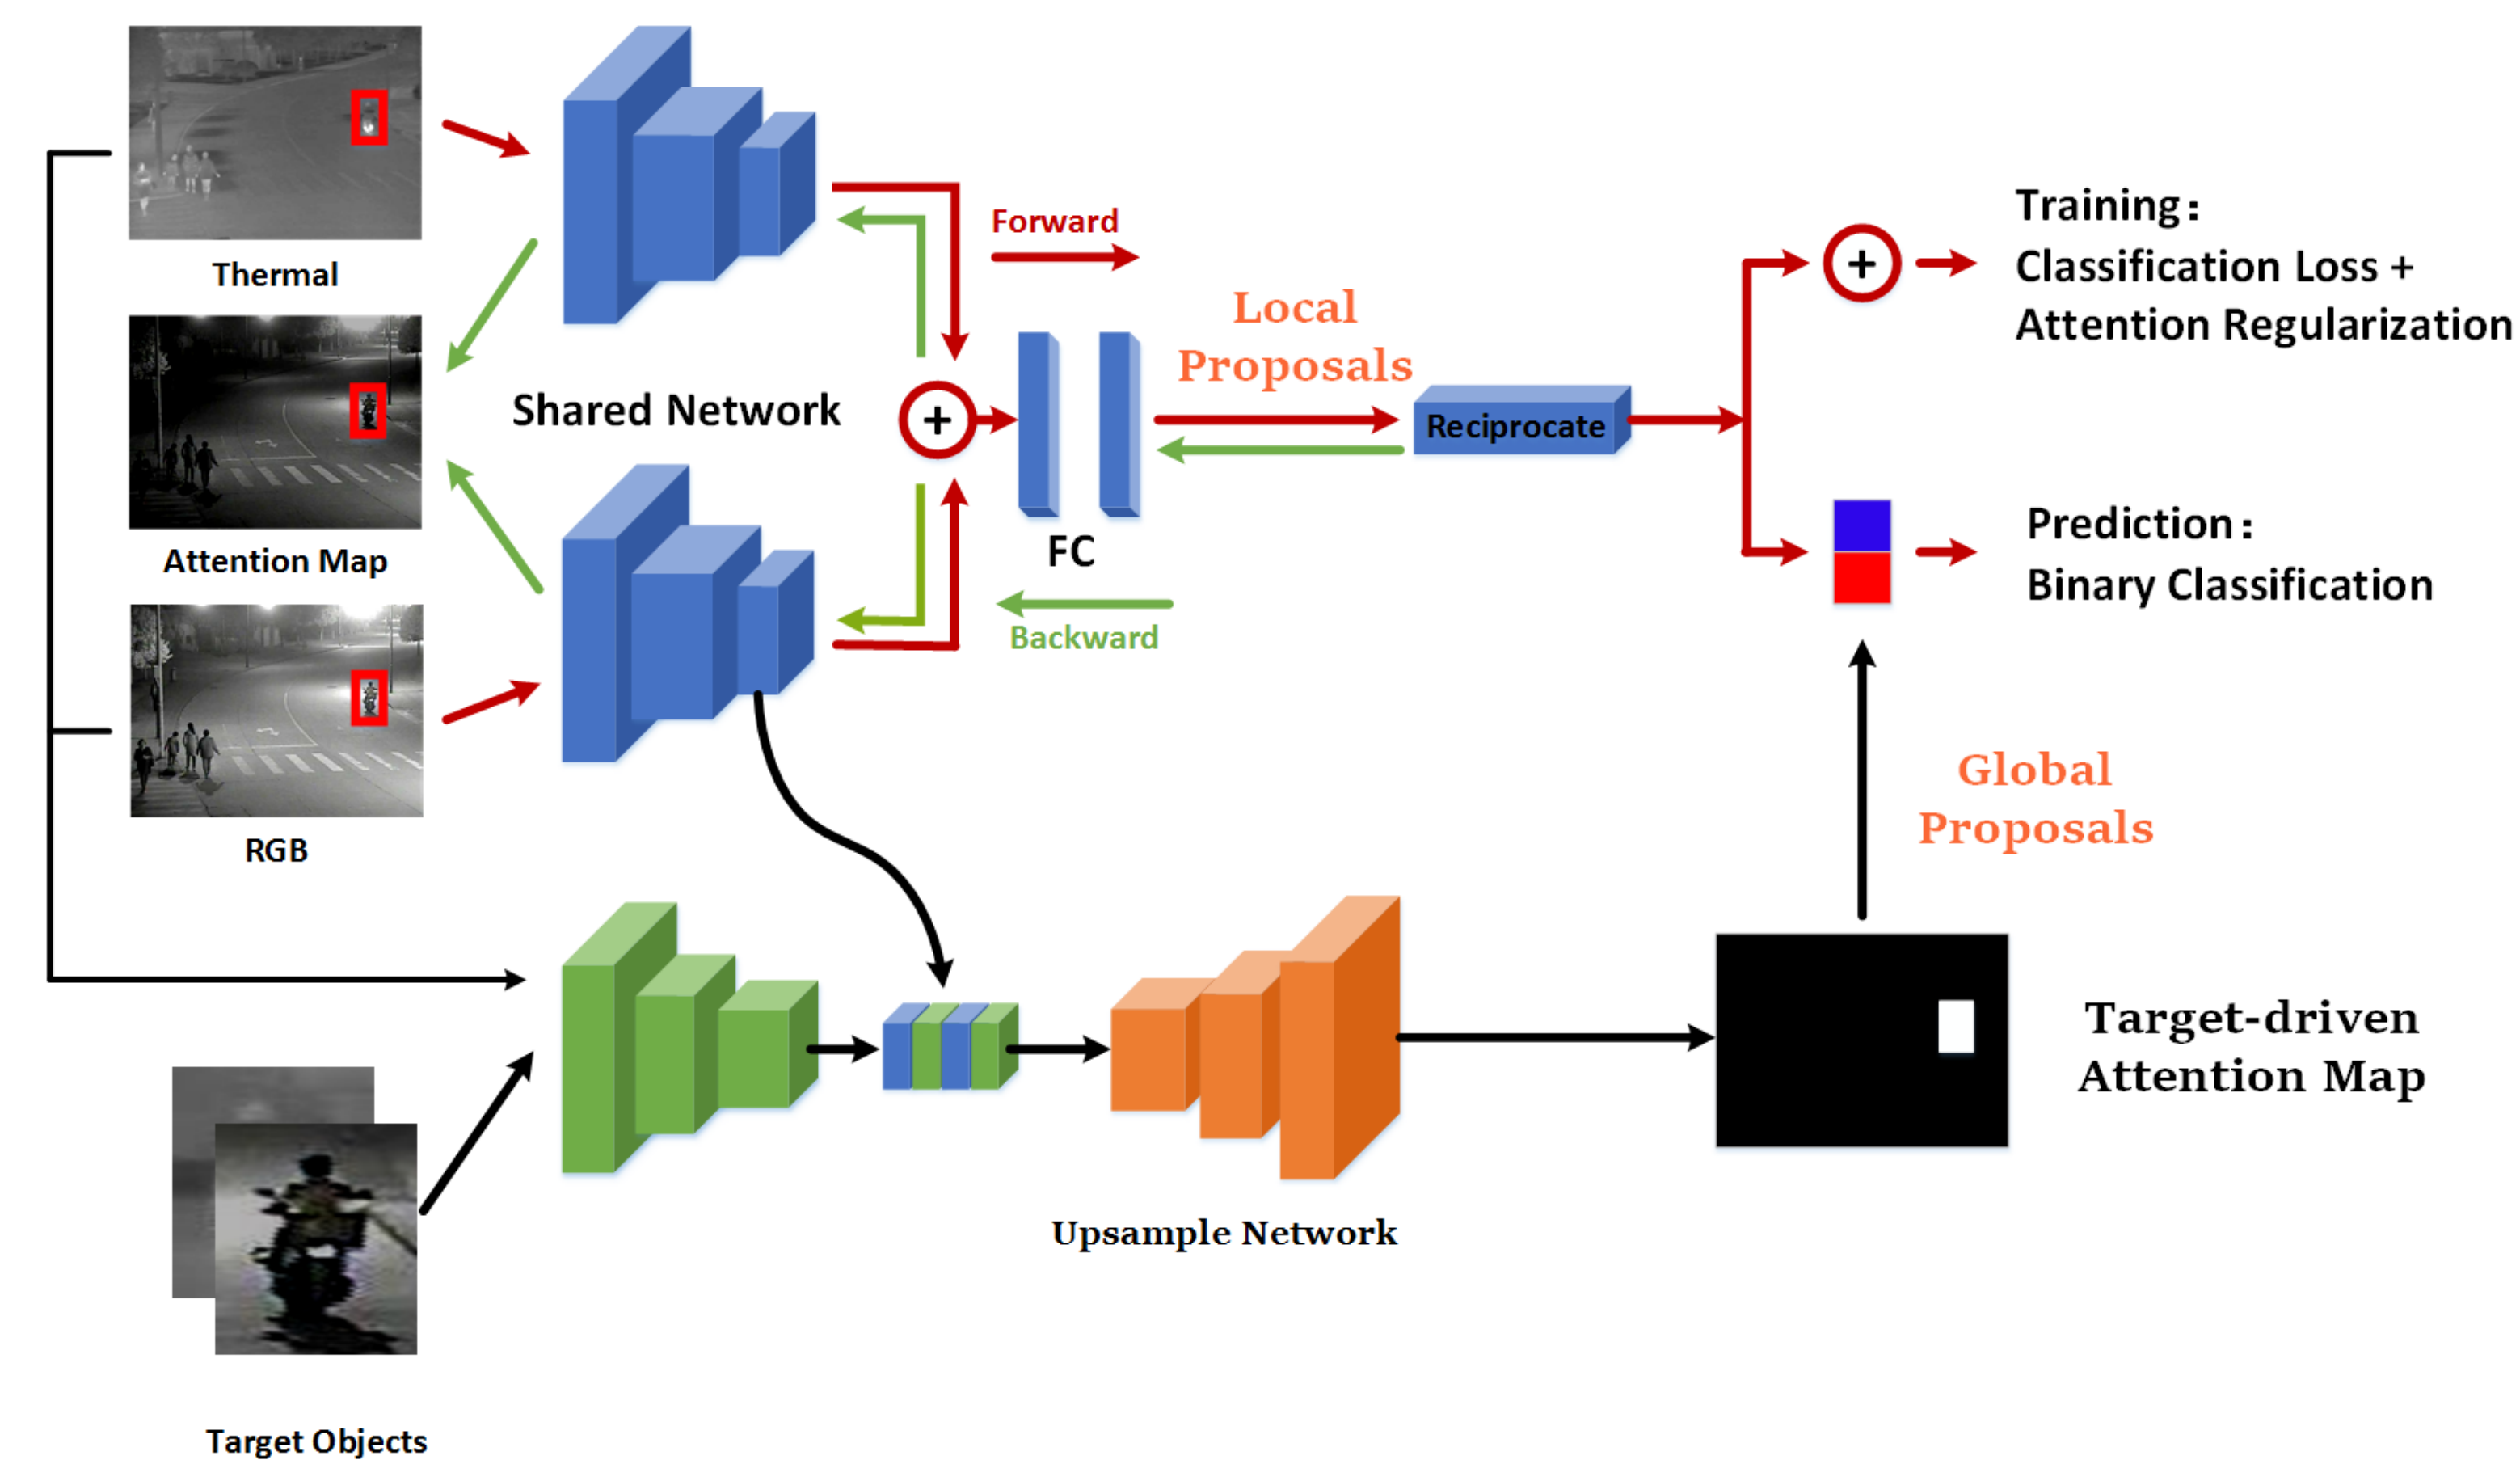 Thermal
Attention Map
RGB
Target Objects
Shared Network
Forward
Local
Proposals
FC
Backward
Reciprocate
+
+
Training:
Classification Loss +
Attention Regularization
Prediction:
Binary Classification
Global
Proposals
Target-driven
Attention Map
Upsample Network